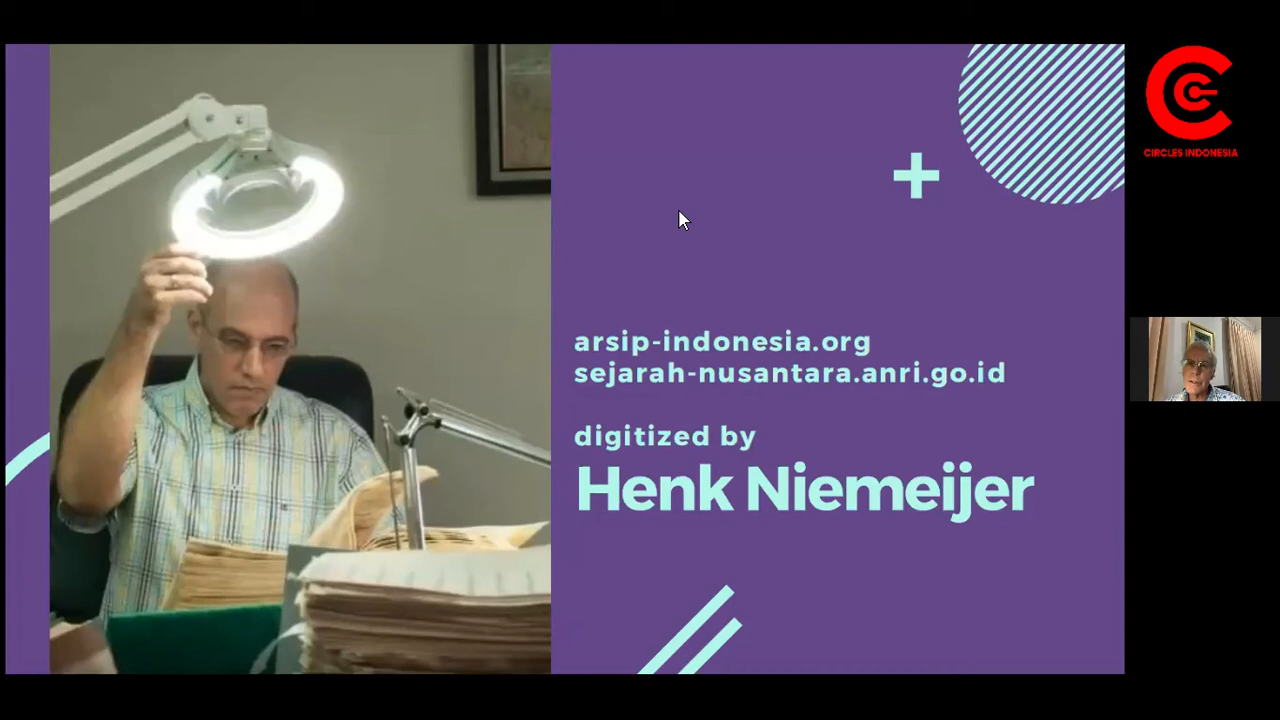 arsip-indonesia.org
sejarah-nusantara.anri.go.id
digitized by
Henk Niemeijer
CIRCLES INDONESIA